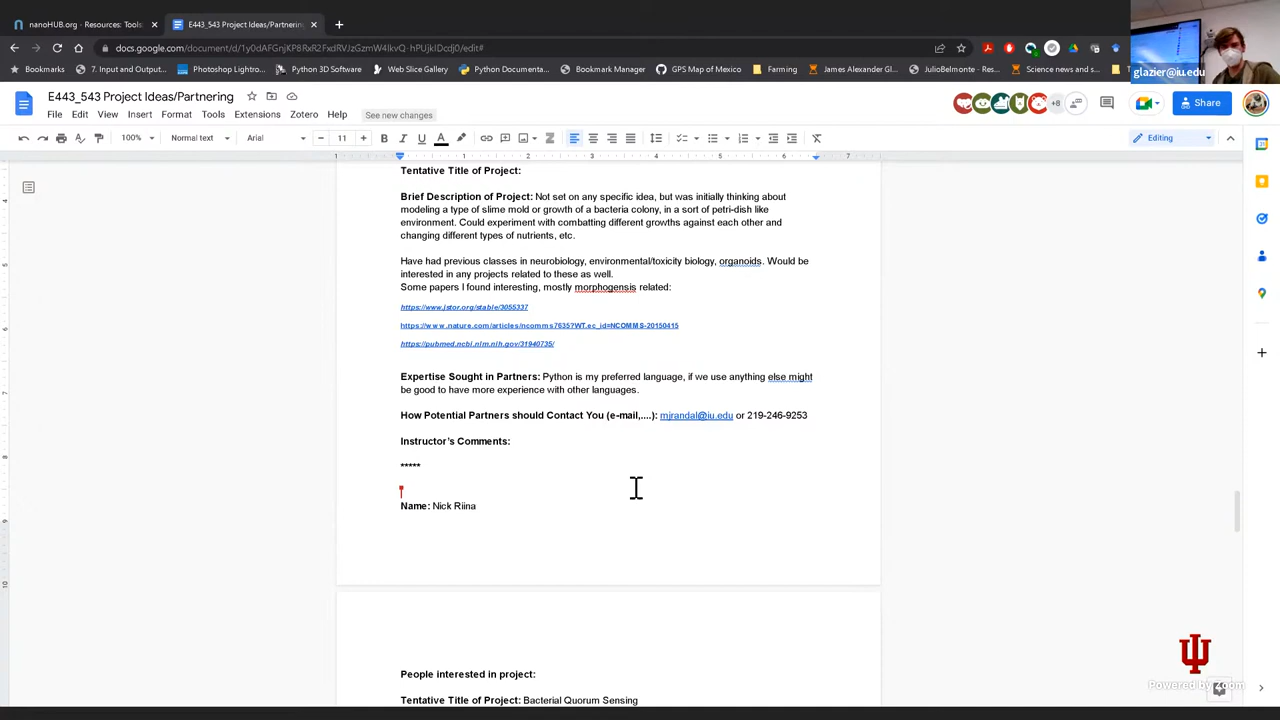 nanoHUB.org - Resources: Tools:
E443_543 Project Ideas/Partnering
docs.google.com/document/d/1y0dAFGnjKP8RxR2FxdRVJzGzmW4lkvQ-hPUjklDcdj0/edit#
glazier@iu.edu
Bookmarks 7. Input and Output... Photoshop Lightro... Python 3D Software Web Slice Gallery Python Documenta... Bookmark Manager GPS Map of Mexico Farming James Alexander Gl... JulioBelmonte - Res... Science news and s...
E443_543 Project Ideas/Partnering
File Edit View Insert Format Tools Extensions Zotero Help See new changes
+8 Share
100% Normal text Arial 11 Editing
Tentative Title of Project:
Brief Description of Project: Not set on any specific idea, but was initially thinking about
modeling a type of slime mold or growth of a bacteria colony, in a sort of petri-dish like
environment. Could experiment with combatting different growths against each other and
changing different types of nutrients, etc.
Have had previous classes in neurobiology, environmental/toxicity biology, organoids. Would be
interested in any projects related to these as well.
Some papers I found interesting, mostly morphogensis related:
https://www.jstor.org/stable/3055337
https://www.nature.com/articles/ncomms7635?WT.ec_id=NCOMMS-20150415
https://pubmed.ncbi.nlm.nih.gov/31940735/
Expertise Sought in Partners: Python is my preferred language, if we use anything else might
be good to have more experience with other languages.
How Potential Partners should Contact You (e-mail,....): mjrandal@iu.edu or 219-246-9253
Instructor's Comments:
*****
Name: Nick Riina
People interested in project:
Tentative Title of Project: Bacterial Quorum Sensing
Powered by Zoom